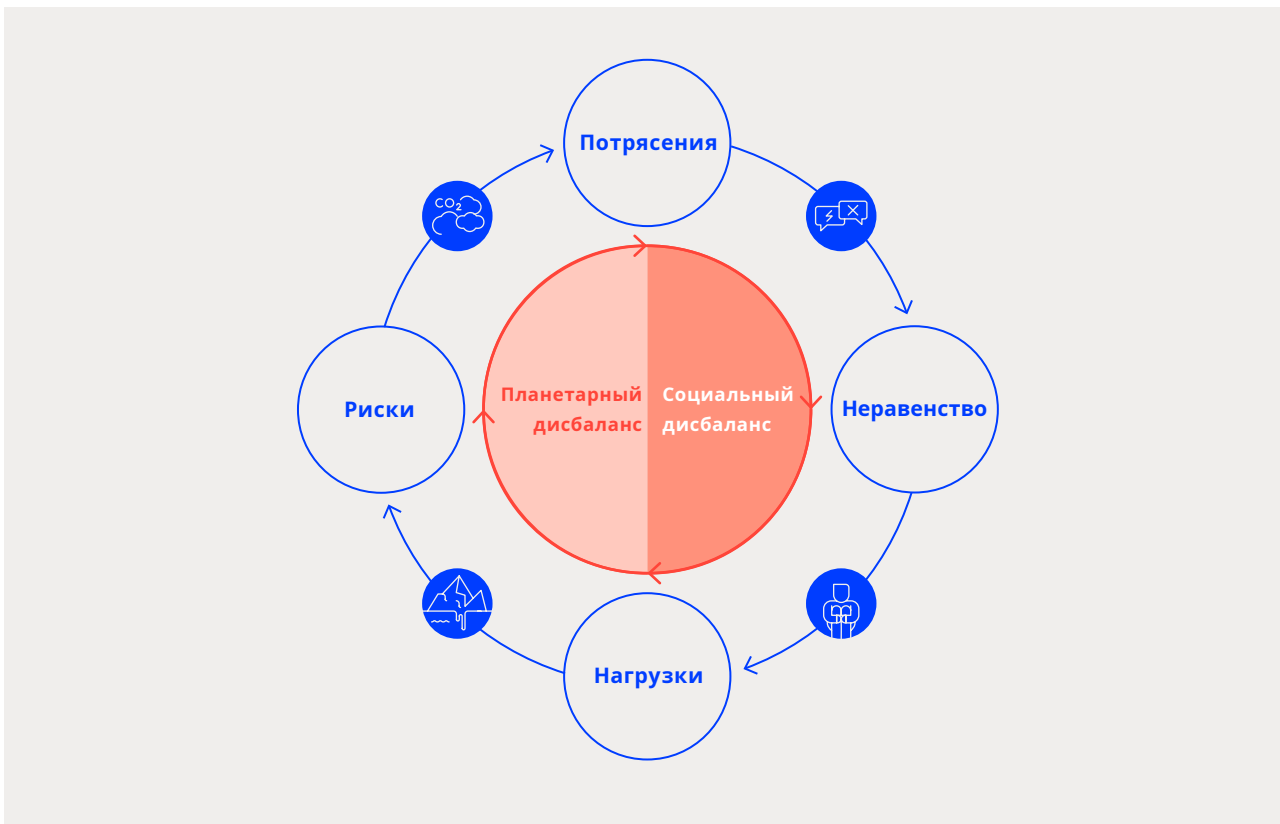 Потрясения
CO2
Планетарный
дисбаланс
Социальный
дисбаланс
Риски
Неравенство
Нагрузки